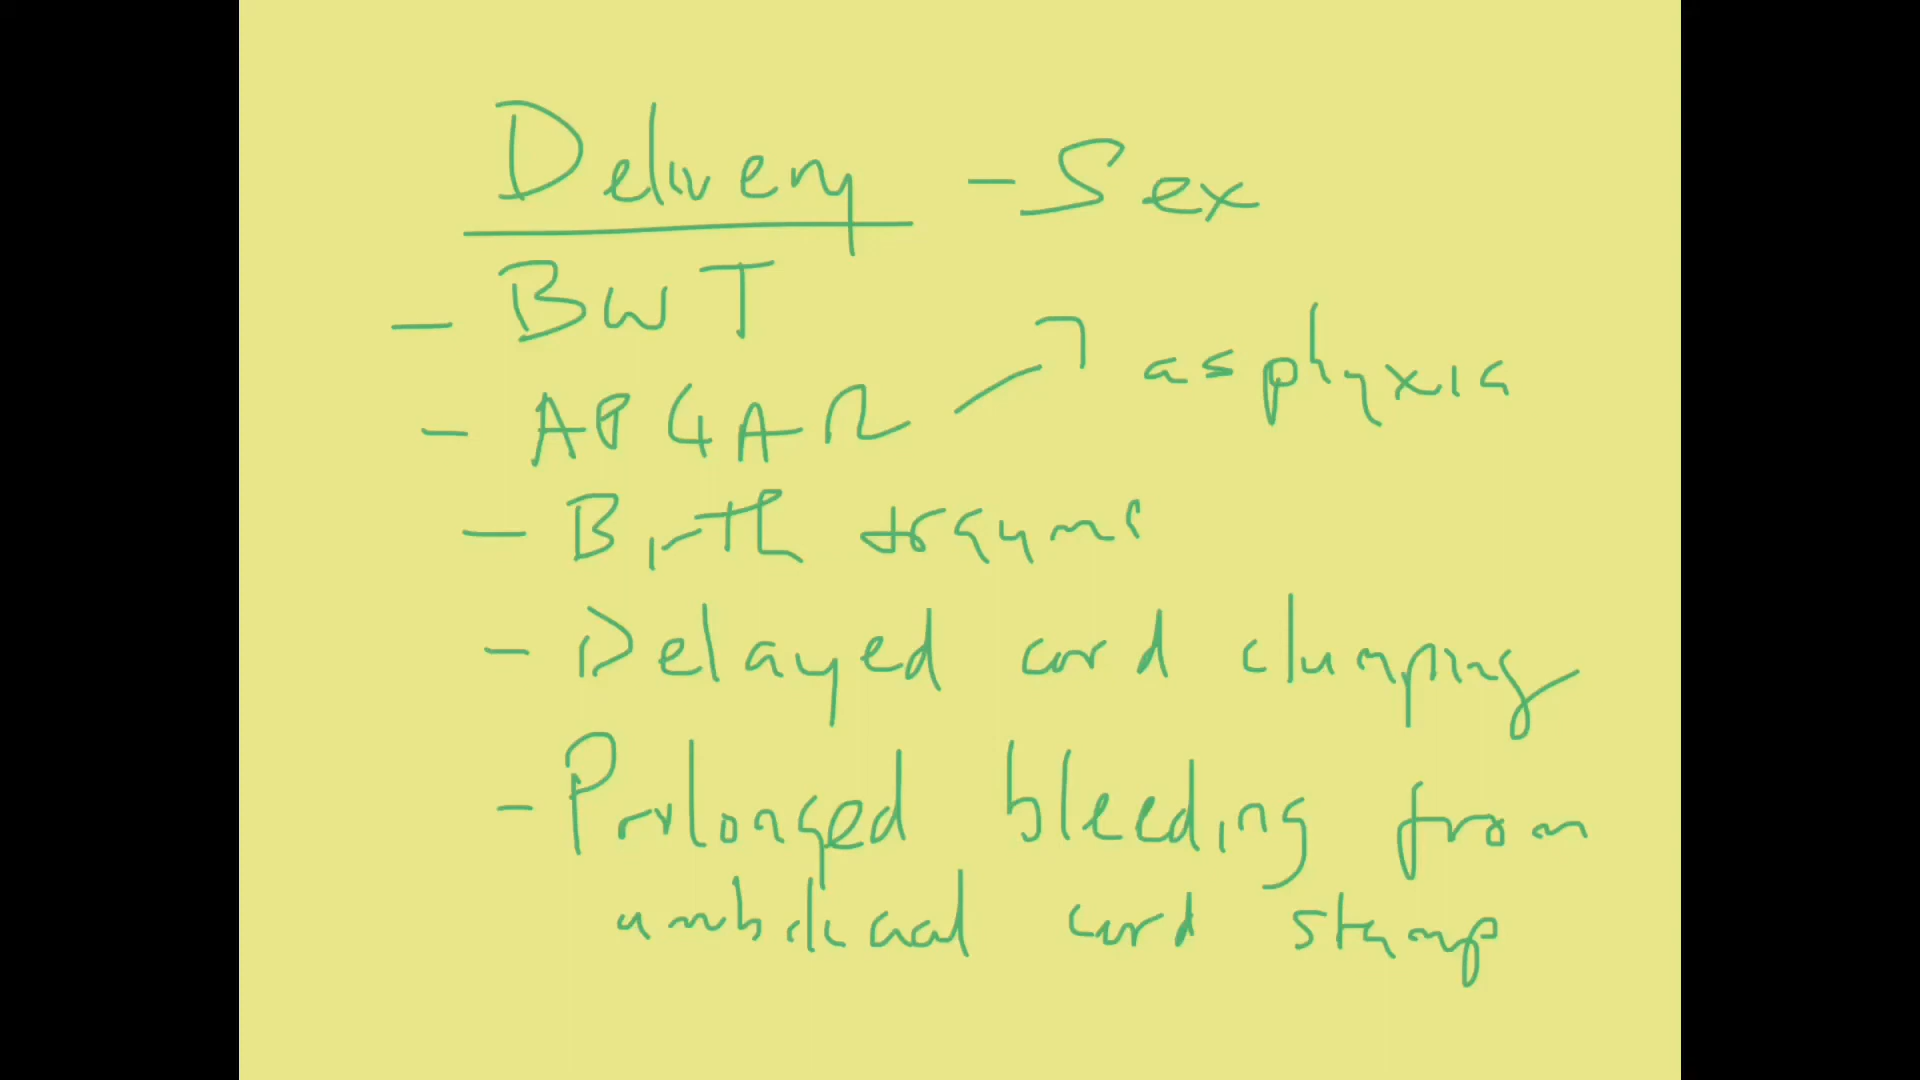 Delivery - Sex
- BWT
- APGAR → asphyxia
- Birth trauma
- Delayed cord clamping
- Prolonged bleeding from
umbilical cord stump